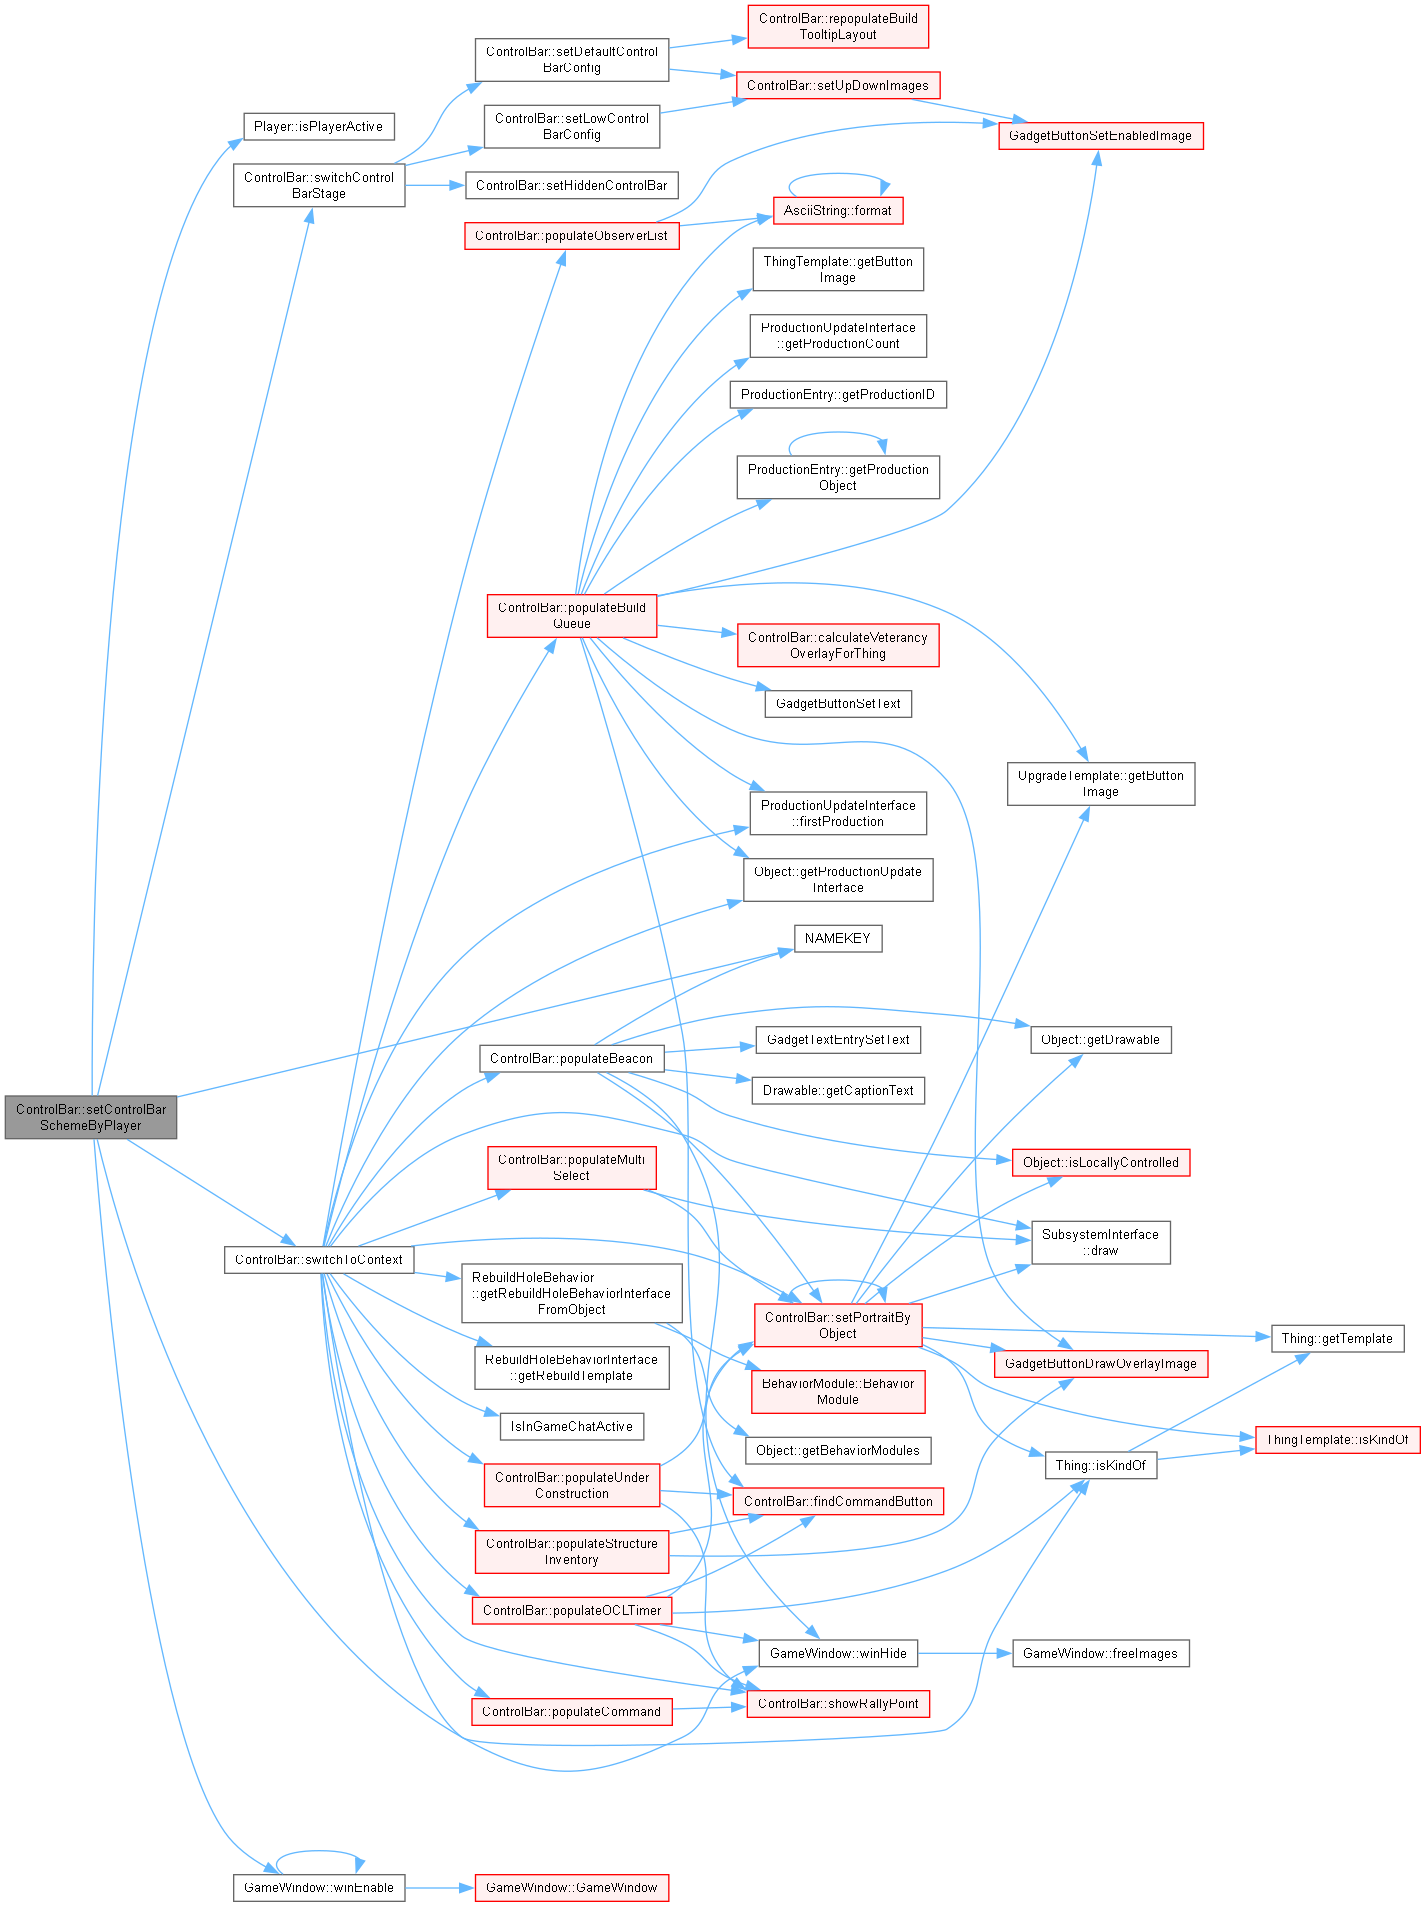 ControlBar::repopulateBuild
TooltipLayout
ControlBar::setDefaultControl
BarConfig
ControlBar::setUpDownImages
ControlBar::setLowControl
BarConfig
Player::isPlayerActive
GadgetButtonSetEnabledImage
ControlBar::switchControl
BarStage
ControlBar::setHiddenControlBar
AsciiString::format
ControlBar::populateObserverList
ThingTemplate::getButton
Image
ProductionUpdateInterface
::getProductionCount
ProductionEntry::getProductionID
ProductionEntry::getProduction
Object
ControlBar::populateBuild
Queue
ControlBar::calculateVeterancy
OverlayForThing
GadgetButtonSetText
UpgradeTemplate::getButton
Image
ProductionUpdateInterface
::firstProduction
Object::getProductionUpdate
Interface
NAMEKEY
GadgetTextEntrySetText
Object::getDrawable
ControlBar::populateBeacon
Drawable::getCaptionText
ControlBar::setControlBar
SchemeByPlayer
ControlBar::populateMulti
Select
Object::isLocallyControlled
SubsystemInterface
::draw
ControlBar::switchToContext
RebuildHoleBehavior
::getRebuildHoleBehaviorInterface
FromObject
ControlBar::setPortraitBy
Object
Thing::getTemplate
RebuildHoleBehaviorInterface
::getRebuildTemplate
GadgetButtonDrawOverlayImage
BehaviorModule::Behavior
Module
IsInGameChatActive
Object::getBehaviorModules
ThingTemplate::isKindOf
Thing::isKindOf
ControlBar::populateUnder
Construction
ControlBar::findCommandButton
ControlBar::populateStructure
Inventory
ControlBar::populateOCLTimer
GameWindow::winHide
GameWindow::freeImages
ControlBar::populateCommand
ControlBar::showRallyPoint
GameWindow::winEnable
GameWindow::GameWindow